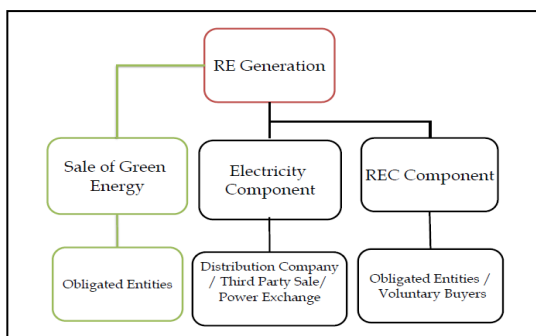 RE Generation
Sale of Green
Energy
Electricity
Component
REC Component
Obligated Entities
Distribution Company
/ Third Party Sale/
Power Exchange
Obligated Entities /
Voluntary Buyers